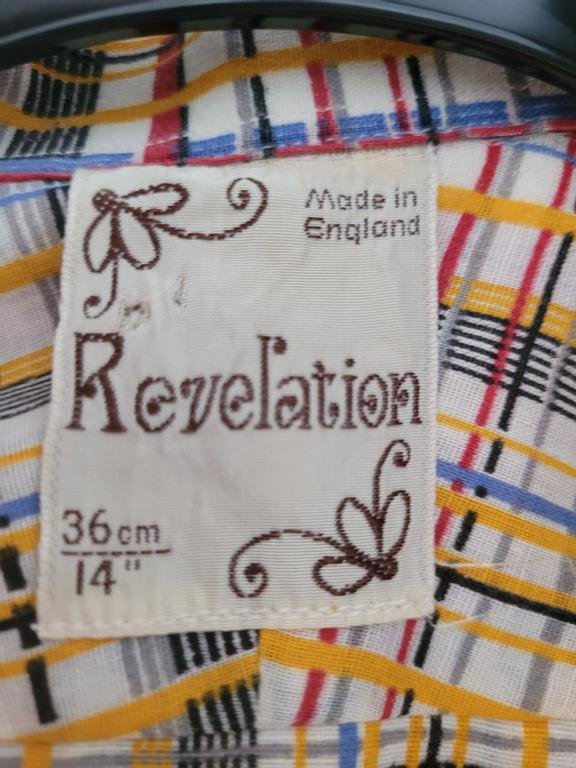 Made in
England
Revelation
36cm
14"